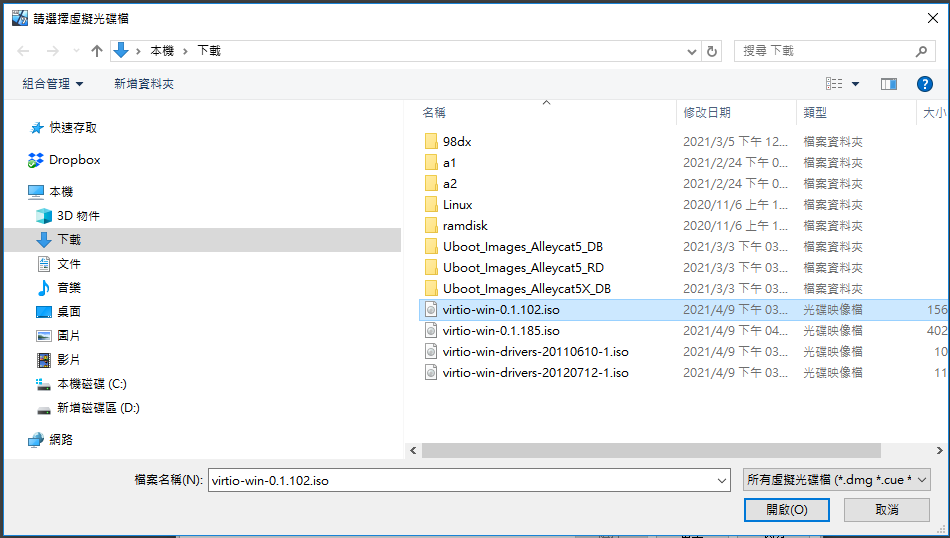 請選擇虛擬光碟檔
本機 下載
搜尋 下載
組合管理 新增資料夾
名稱 修改日期 類型 大小
快速存取
Dropbox
本機
3D 物件
下載
文件
音樂
桌面
圖片
影片
本機磁碟 (C:)
新增磁碟區 (D:)
網路
98dx 2021/3/5 下午 12... 檔案資料夾
a1 2021/2/24 下午 0... 檔案資料夾
a2 2021/2/24 下午 0... 檔案資料夾
Linux 2020/11/6 上午 1... 檔案資料夾
ramdisk 2020/11/6 下午 1... 檔案資料夾
Uboot_Images_Alleycat5_DB 2021/3/3 下午 03... 檔案資料夾
Uboot_Images_Alleycat5_RD 2021/3/3 下午 03... 檔案資料夾
Uboot_Images_Alleycat5X_DB 2021/3/3 下午 03... 檔案資料夾
virtio-win-0.1.102.iso 2021/4/9 下午 03... 光碟映像檔 156
virtio-win-0.1.185.iso 2021/4/9 下午 04... 光碟映像檔 402
virtio-win-drivers-20110610-1.iso 2021/4/9 下午 03... 光碟映像檔 10
virtio-win-drivers-20120712-1.iso 2021/4/9 下午 03... 光碟映像檔 11
檔案名稱(N): virtio-win-0.1.102.iso 所有虛擬光碟檔 (*.dmg *.cue *
開啟(O) 取消